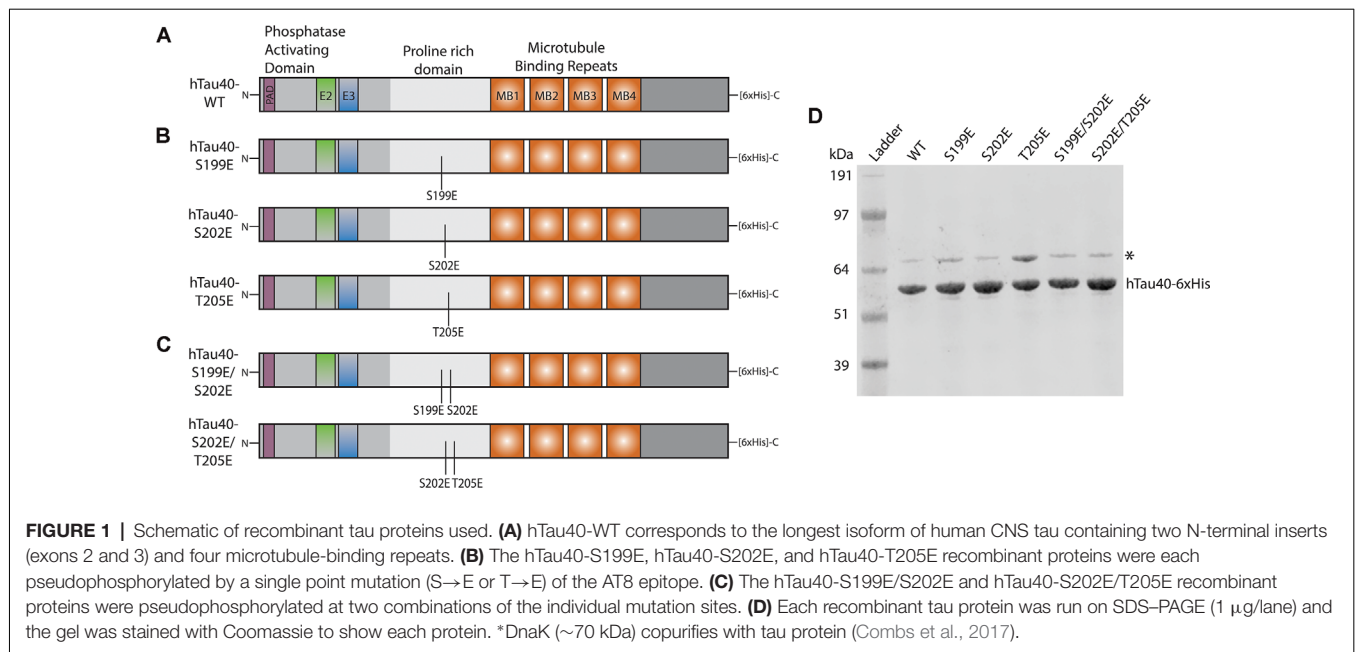 A
Phosphatase
Activating
Domain
Proline rich
domain
Microtubule
Binding Repeats
hTau40-
WT
N
PAD
E2
E3
MB1
MB2
MB3
MB4
[6xHis]-C
B
hTau40-
S199E
N
[6xHis]-C
S199E
hTau40-
S202E
N
[6xHis]-C
S202E
hTau40-
T205E
N
[6xHis]-C
T205E
C
hTau40-
S199E/
S202E
N
[6xHis]-C
S199E S202E
hTau40-
S202E/
T205E
N
[6xHis]-C
S202E T205E
D
kDa
Ladder
WT
S199E
S202E
T205E
S199E/S202E
S202E/T205E
191
97
64
51
39
*
hTau40-6xHis
FIGURE 1 | Schematic of recombinant tau proteins used. (A) hTau40-WT corresponds to the longest isoform of human CNS tau containing two N-terminal inserts
(exons 2 and 3) and four microtubule-binding repeats. (B) The hTau40-S199E, hTau40-S202E, and hTau40-T205E recombinant proteins were each
pseudophosphorylated by a single point mutation (S→E or T→E) of the AT8 epitope. (C) The hTau40-S199E/S202E and hTau40-S202E/T205E recombinant
proteins were pseudophosphorylated at two combinations of the individual mutation sites. (D) Each recombinant tau protein was run on SDS–PAGE (1 μg/lane) and
the gel was stained with Coomassie to show each protein. *DnaK (∼70 kDa) copurifies with tau protein (Combs et al., 2017).